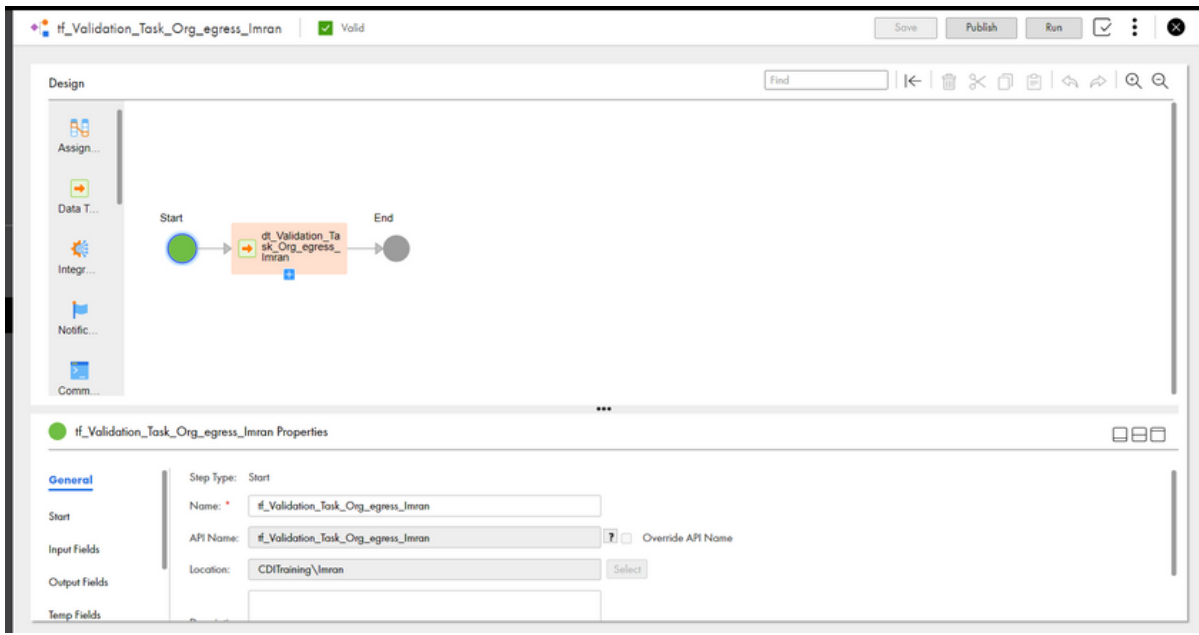 tf_Validation_Task_Org_egress_Imran
Valid
Save
Publish
Run
Design
Find
Assign...
Data T...
Integr...
Notific...
Comm...
Start
dt_Validation_Ta
sk_Org_egress_
Imran
End
tf_Validation_Task_Org_egress_Imran Properties
General
Start
Input Fields
Output Fields
Temp Fields
Step Type: Start
Name: * tf_Validation_Task_Org_egress_Imran
API Name: tf_Validation_Task_Org_egress_Imran ? Override API Name
Location: CDITraining\Imran Select